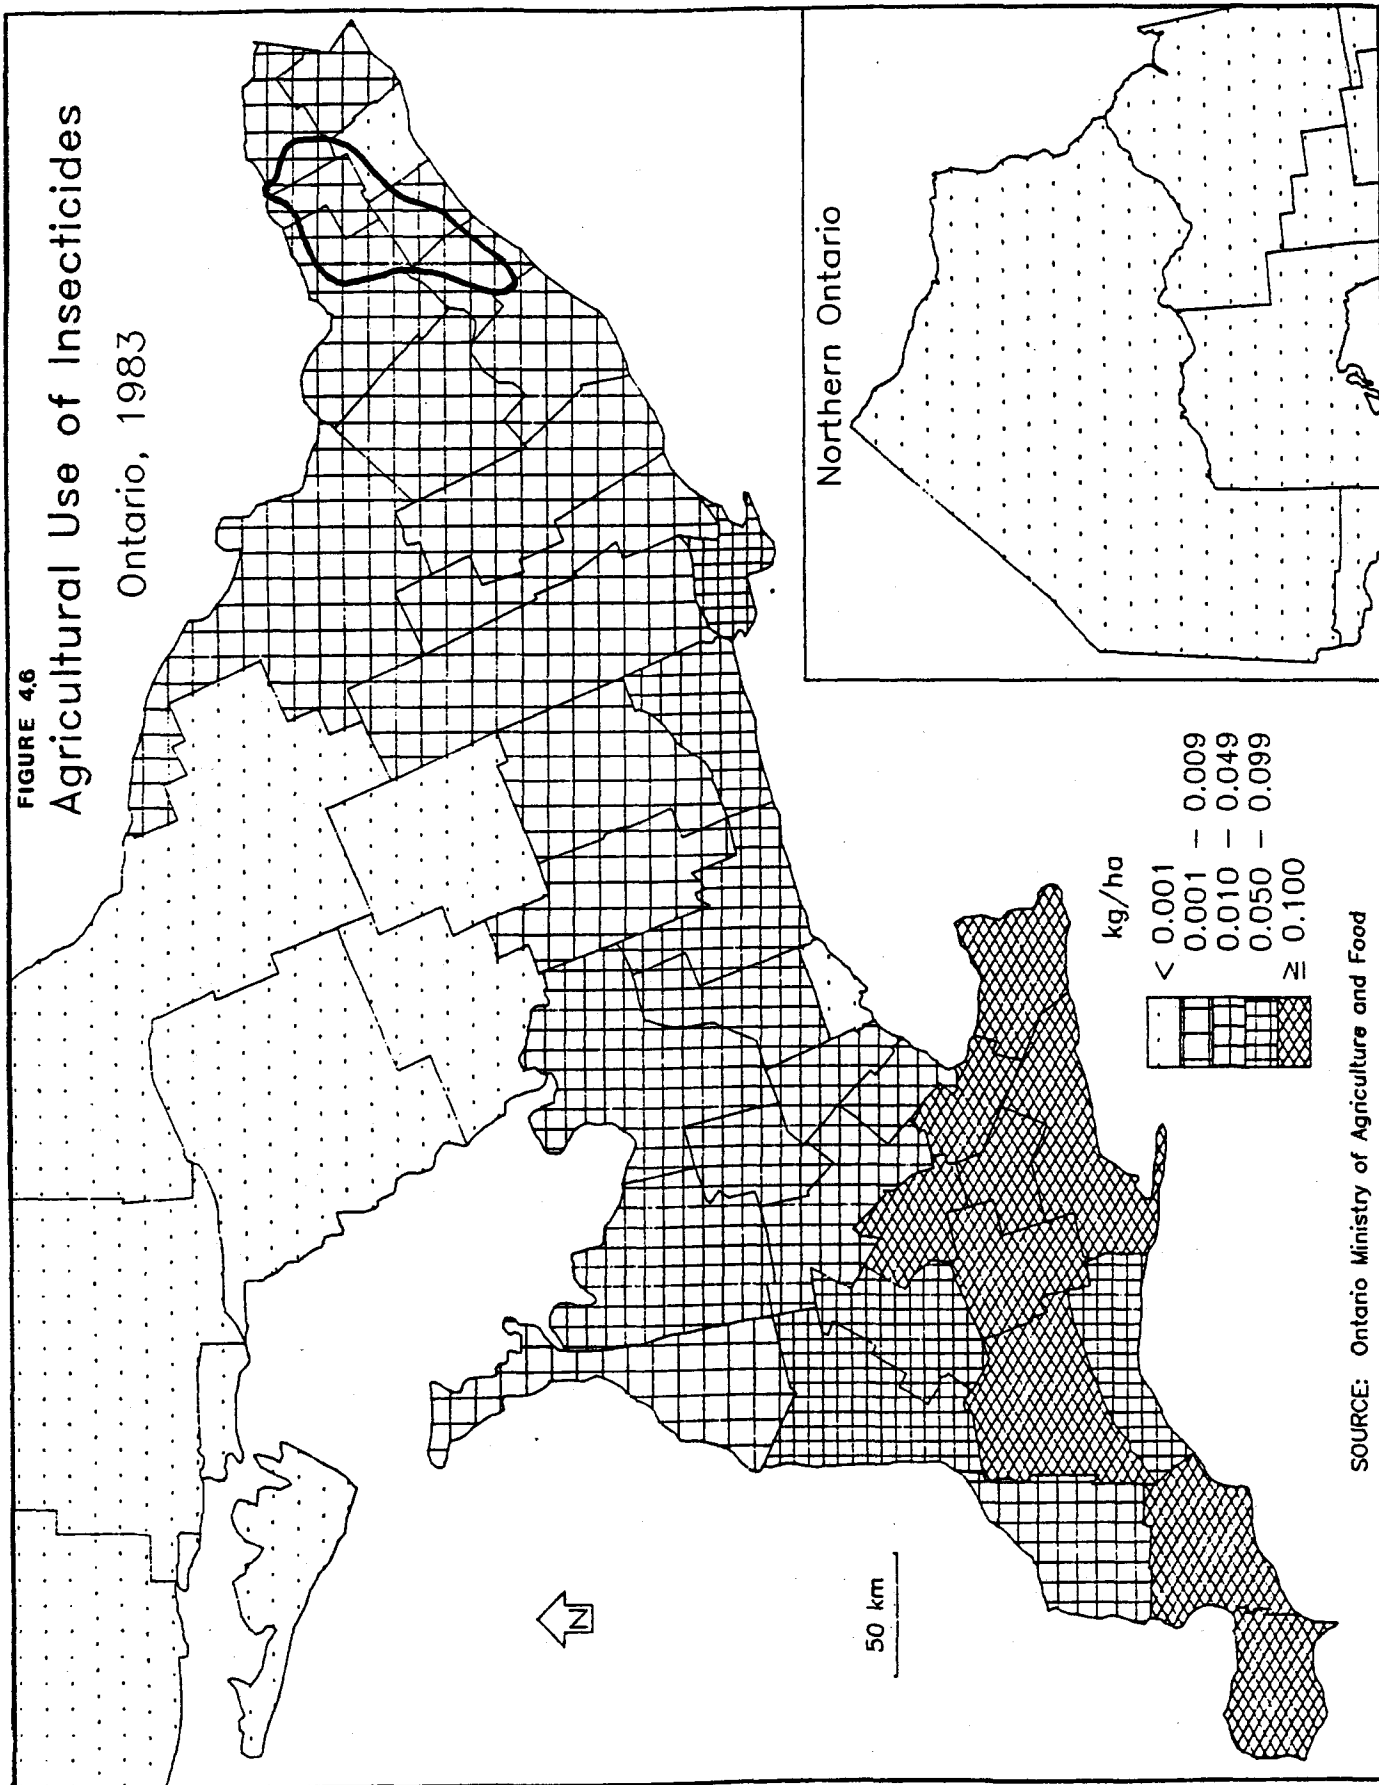 FIGURE 4.6
Agricultural Use of Insecticides
Ontario, 1983
Northern Ontario
N
50 km
kg/ha
< 0.001
0.001 – 0.009
0.010 – 0.049
0.050 – 0.099
≥ 0.100
SOURCE: Ontario Ministry of Agriculture and Food